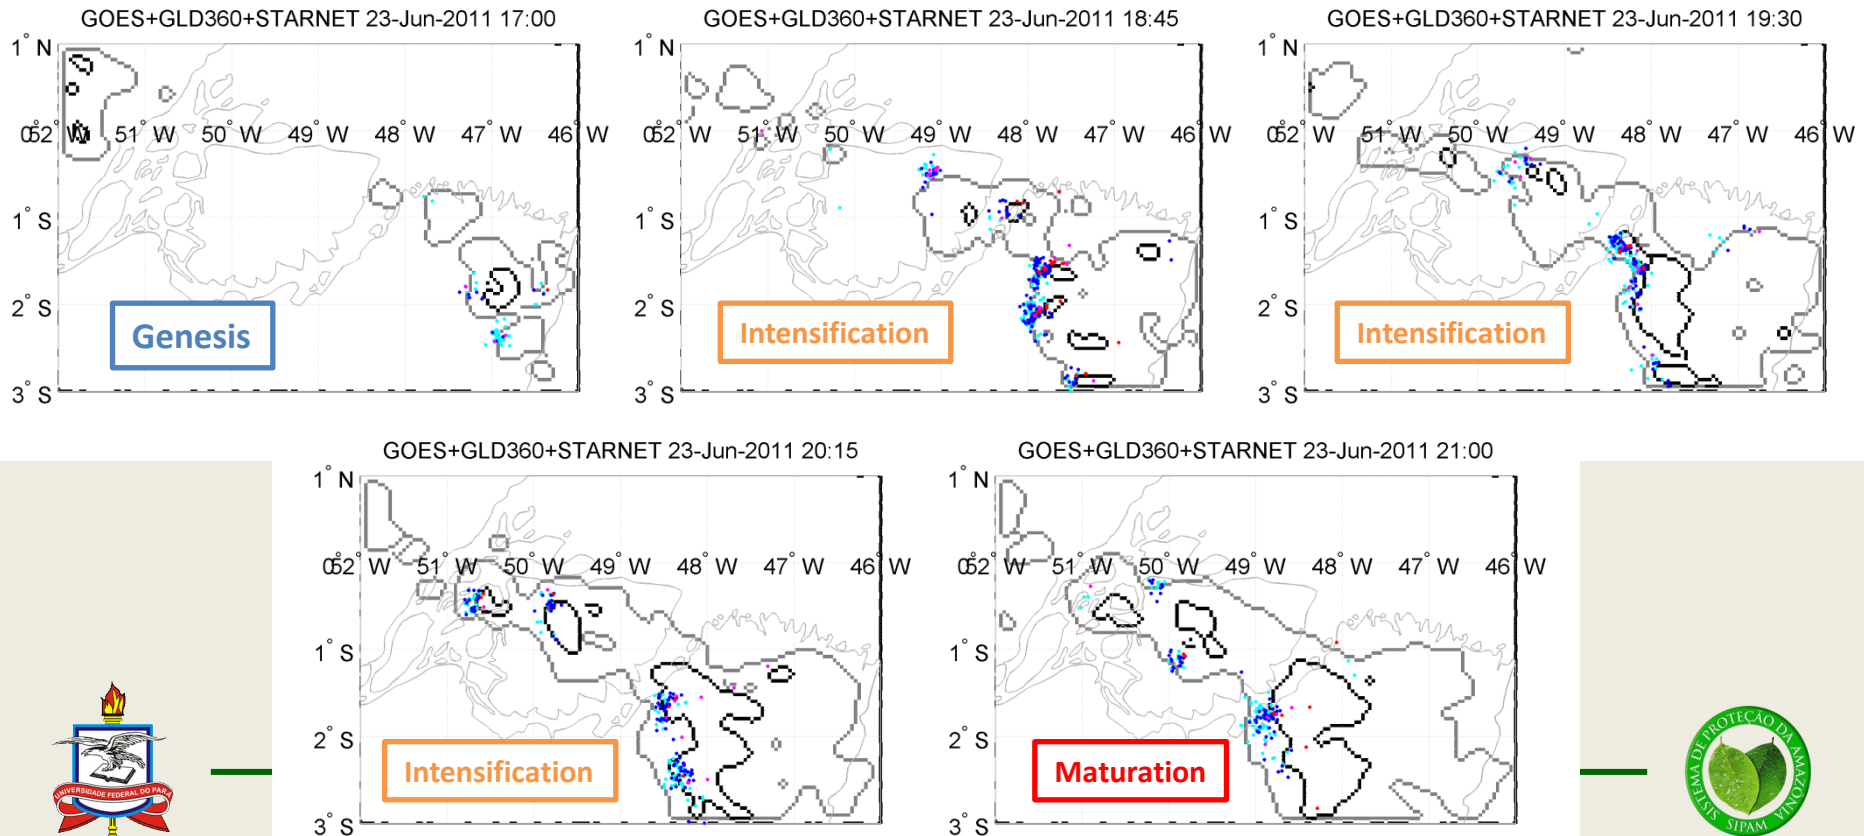 GOES+GLD360+STARNET 23-Jun-2011 17:00
1° N
0° 52° W 51° W 50° W 49° W 48° W 47° W 46° W
1° S
2° S
3° S
Genesis
GOES+GLD360+STARNET 23-Jun-2011 18:45
1° N
0° 52° W 51° W 50° W 49° W 48° W 47° W 46° W
1° S
2° S
3° S
Intensification
GOES+GLD360+STARNET 23-Jun-2011 19:30
1° N
0° 52° W 51° W 50° W 49° W 48° W 47° W 46° W
1° S
2° S
3° S
Intensification
GOES+GLD360+STARNET 23-Jun-2011 20:15
1° N
0° 52° W 51° W 50° W 49° W 48° W 47° W 46° W
1° S
2° S
3° S
Intensification
GOES+GLD360+STARNET 23-Jun-2011 21:00
1° N
0° 52° W 51° W 50° W 49° W 48° W 47° W 46° W
1° S
2° S
3° S
Maturation
UNIVERSIDADE FEDERAL DO PARÁ
SISTEMA DE PROTEÇÃO DA AMAZÔNIA
SIPAM